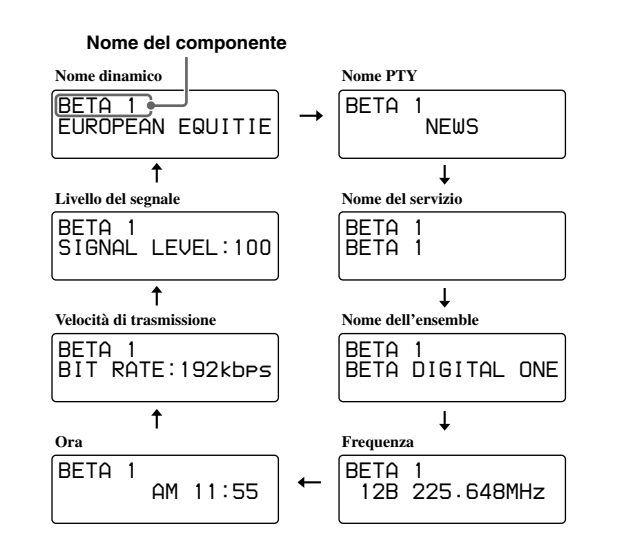 Nome del componente
Nome dinamico
BETA 1
EUROPEAN EQUITIE
Nome PTY
BETA 1
NEWS
Livello del segnale
BETA 1
SIGNAL LEVEL:100
Nome del servizio
BETA 1
BETA 1
Velocità di trasmissione
BETA 1
BIT RATE:192kbps
Nome dell'ensemble
BETA 1
BETA DIGITAL ONE
Ora
BETA 1
AM 11:55
Frequenza
BETA 1
12B 225.648MHz